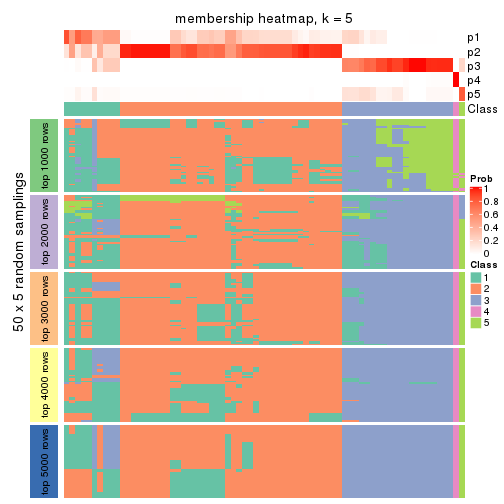 membership heatmap, k = 5
p1
p2
p3
p4
p5
Class
50 x 5 random samplings
top 1000 rows
top 2000 rows
top 3000 rows
top 4000 rows
top 5000 rows
Prob
1
0.8
0.6
0.4
0.2
0
Class
1
2
3
4
5